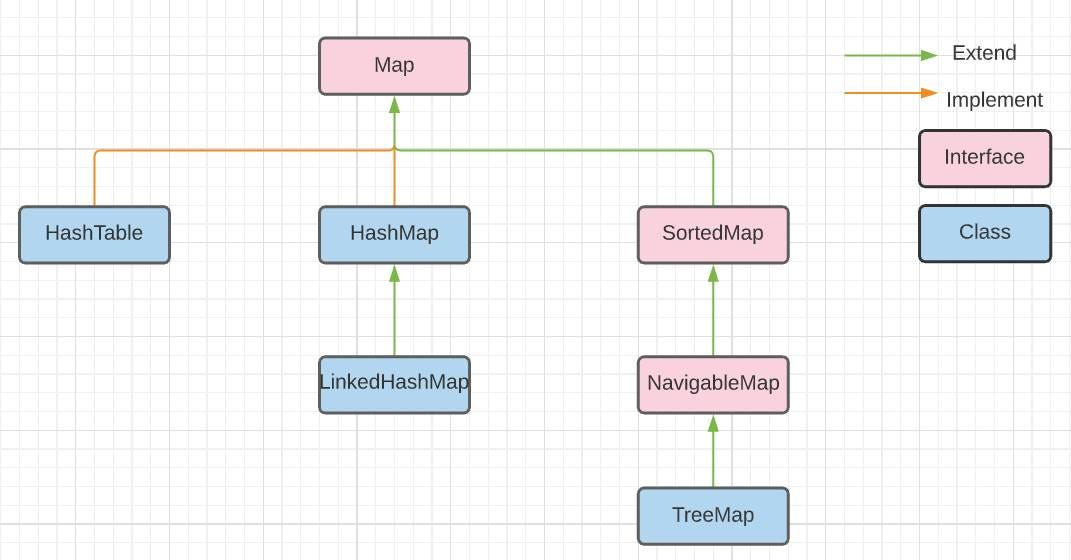 Map
Extend
Implement
Interface
HashTable
HashMap
SortedMap
Class
LinkedHashMap
NavigableMap
TreeMap